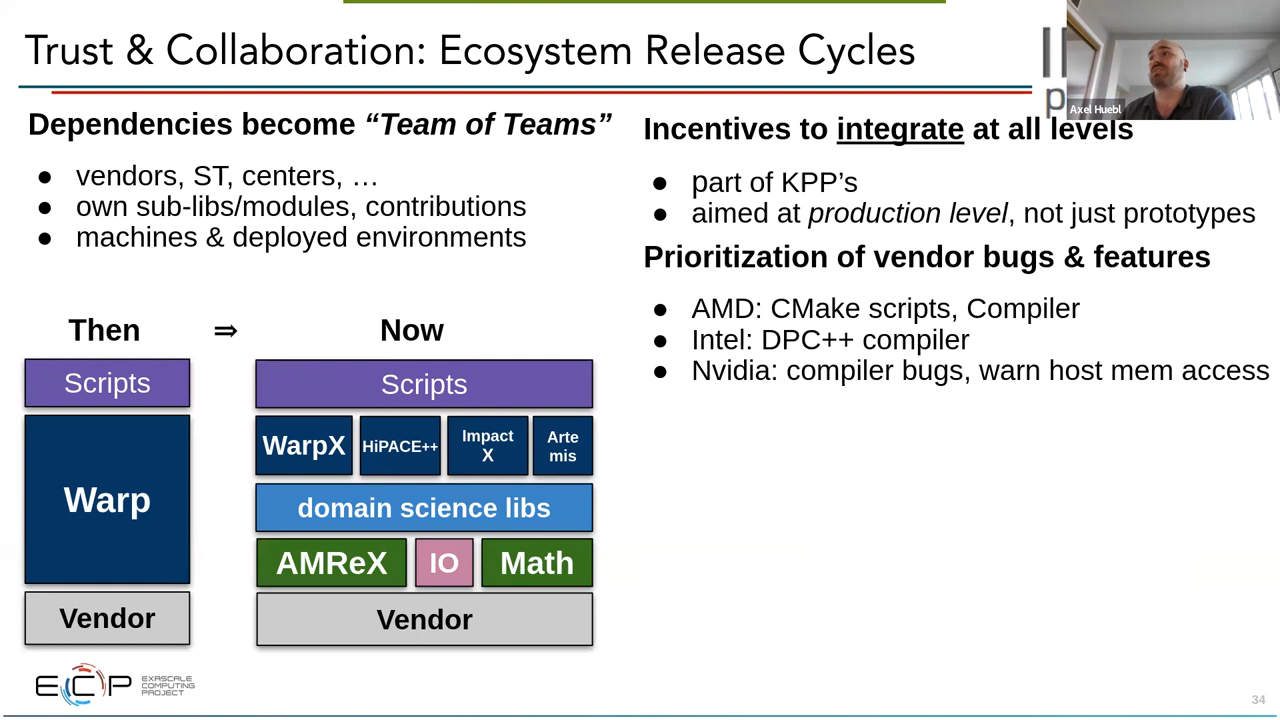 Trust & Collaboration: Ecosystem Release Cycles
Axel Huebl
Dependencies become “Team of Teams”
● vendors, ST, centers, …
● own sub-libs/modules, contributions
● machines & deployed environments
Incentives to integrate at all levels
● part of KPP’s
● aimed at production level, not just prototypes
Prioritization of vendor bugs & features
● AMD: CMake scripts, Compiler
● Intel: DPC++ compiler
● Nvidia: compiler bugs, warn host mem access
Then ⇒ Now
Scripts
Warp
Vendor
Scripts
WarpX HiPACE++ Impact
X
Arte
mis
domain science libs
AMReX IO Math
Vendor
ECP
EXASCALE
COMPUTING
PROJECT
34